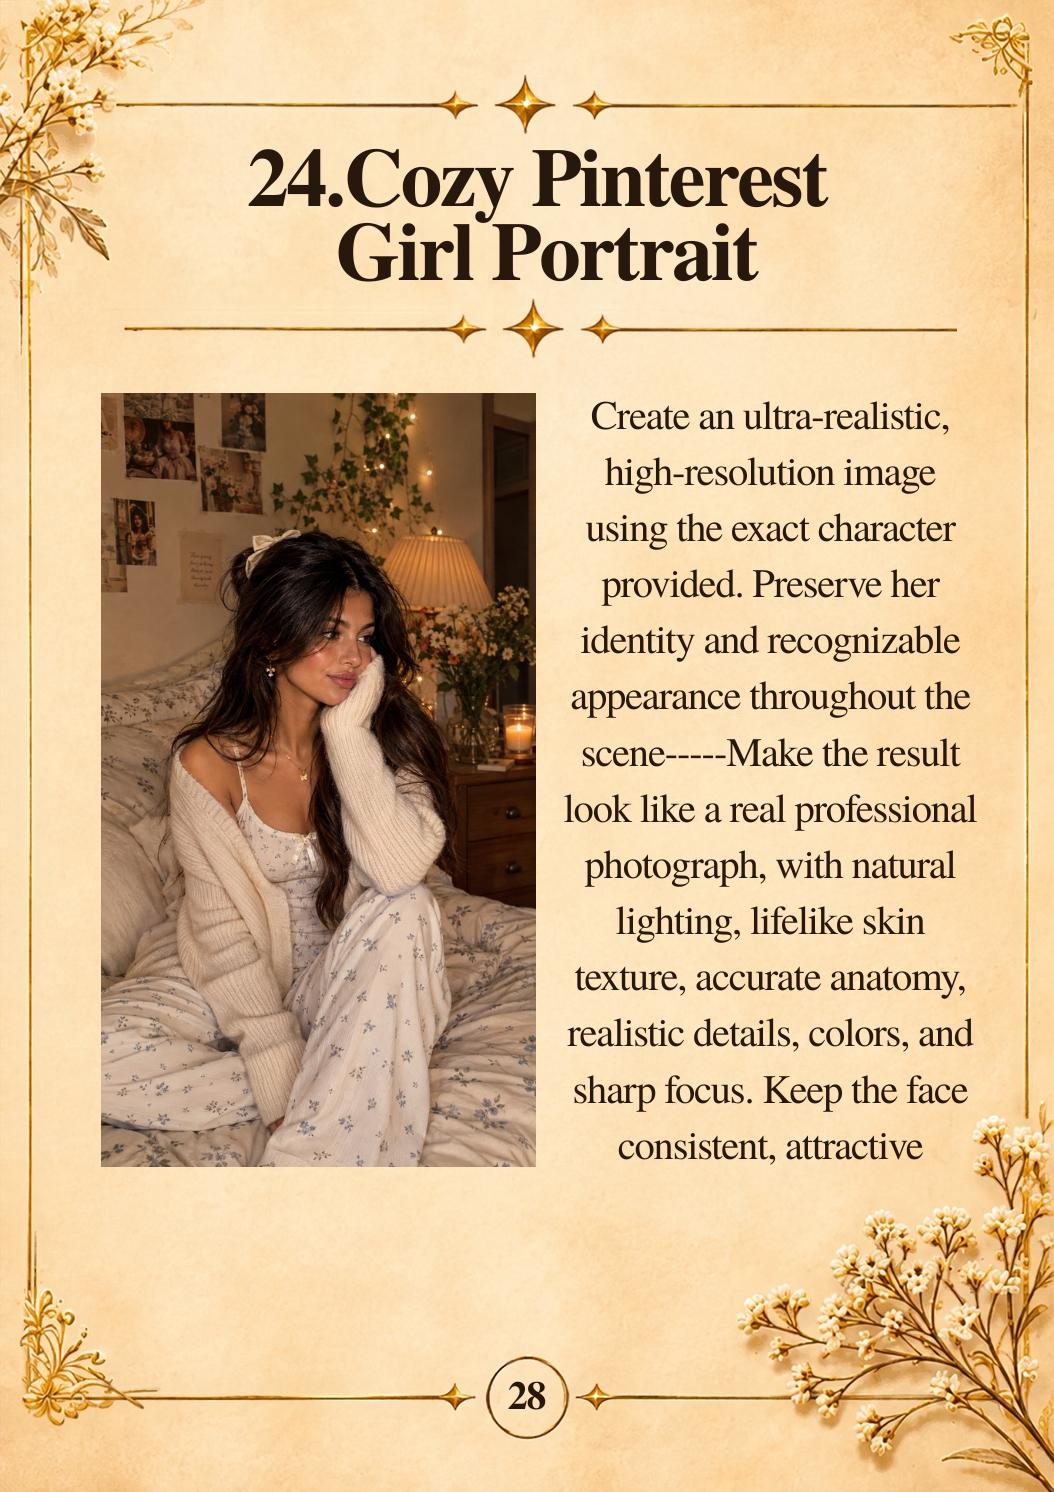 24.Cozy Pinterest
Girl Portrait
Create an ultra-realistic,
high-resolution image
using the exact character
provided. Preserve her
identity and recognizable
appearance throughout the
scene-----Make the result
look like a real professional
photograph, with natural
lighting, lifelike skin
texture, accurate anatomy,
realistic details, colors, and
sharp focus. Keep the face
consistent, attractive
28